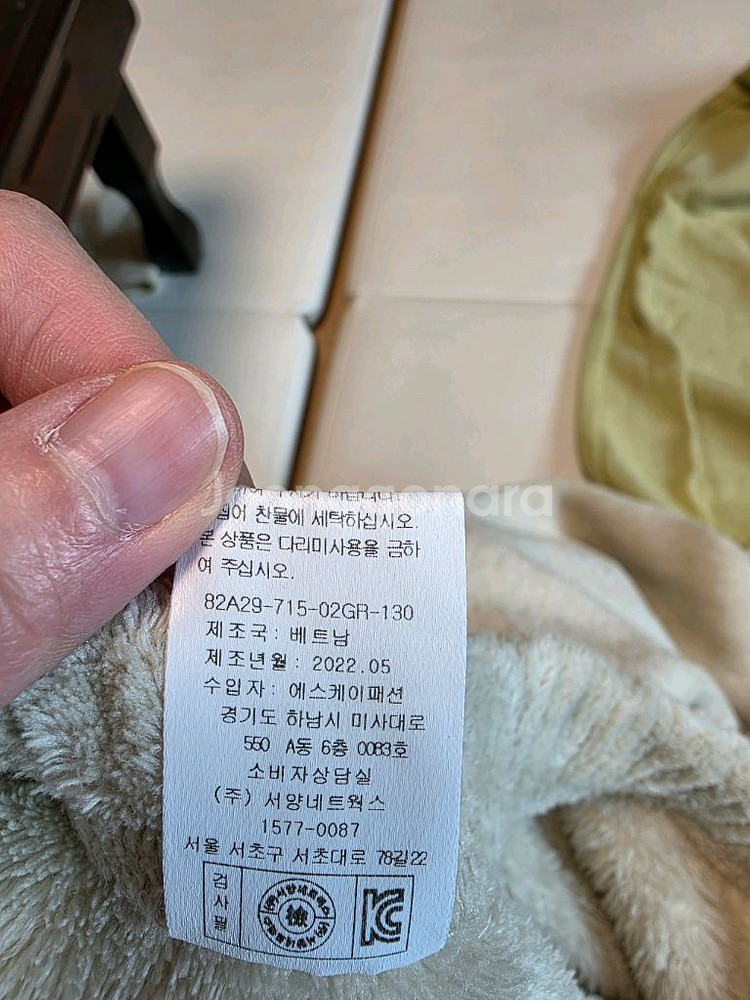 Joonggonara
찬물에 세탁하십시오.
본 상품은 다리미사용을 금하
여 주십시오.
82A29-715-02GR-130
제조국: 베트남
제조년월: 2022.05
수입자: 에스케이패션
경기도 하남시 미사대로
550 A동 6층 0083호
소비자상담실
(주) 서양네트웍스
1577-0087
서울 서초구 서초대로 78길22
검사필
檢
KC